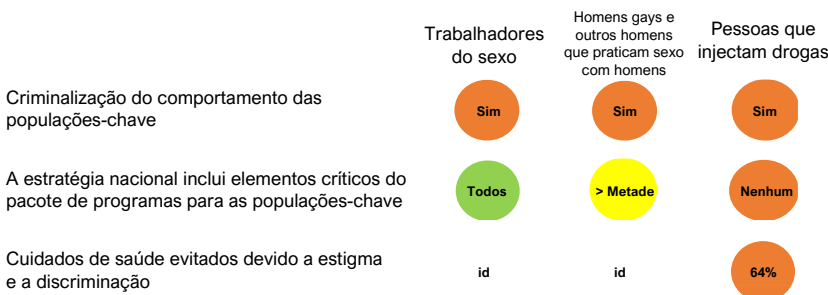 Trabalhadores
do sexo
Homens gays e
outros homens
que praticam sexo
com homens
Pessoas que
injectam drogas
Criminalização do comportamento das
populações-chave
Sim
Sim
Sim
A estratégia nacional inclui elementos críticos do
pacote de programas para as populações-chave
Todos
> Metade
Nenhum
Cuidados de saúde evitados devido a estigma
e a discriminação
id
id
64%